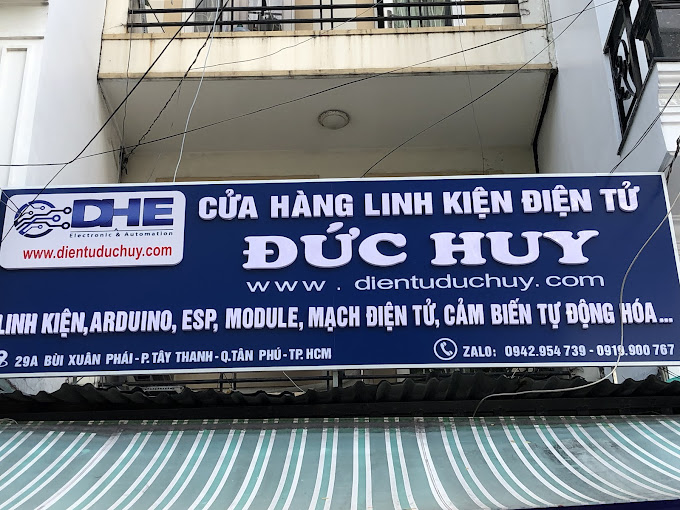 DHE
Electronic & Automation
www.dientuduchuy.com
CỬA HÀNG LINH KIỆN ĐIỆN TỬ
ĐỨC HUY
www.dientuduchuy.com
LINH KIỆN, ARDUINO, ESP, MODULE, MẠCH ĐIỆN TỬ, CẢM BIẾN TỰ ĐỘNG HÓA...
29A BÙI XUÂN PHÁI - P.TÂY THẠNH - Q.TÂN PHÚ - TP.HCM
ZALO: 0942.954 739 - 0919.900 767